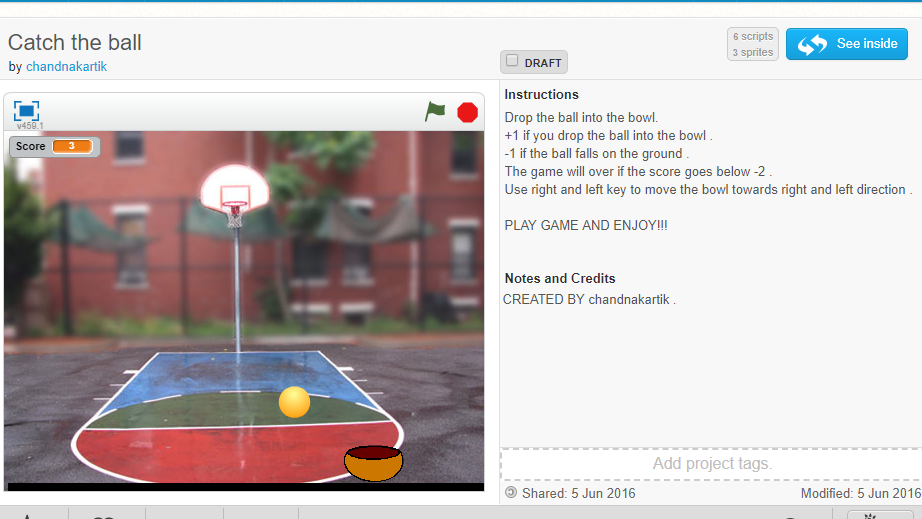 Catch the ball
by chandnakartik
6 scripts
3 sprites
See inside
DRAFT
v459.1
Score 3
Instructions
Drop the ball into the bowl.
+1 if you drop the ball into the bowl .
-1 if the ball falls on the ground .
The game will over if the score goes below -2 .
Use right and left key to move the bowl towards right and left direction .
PLAY GAME AND ENJOY!!!
Notes and Credits
CREATED BY chandnakartik .
Add project tags.
Shared: 5 Jun 2016
Modified: 5 Jun 2016